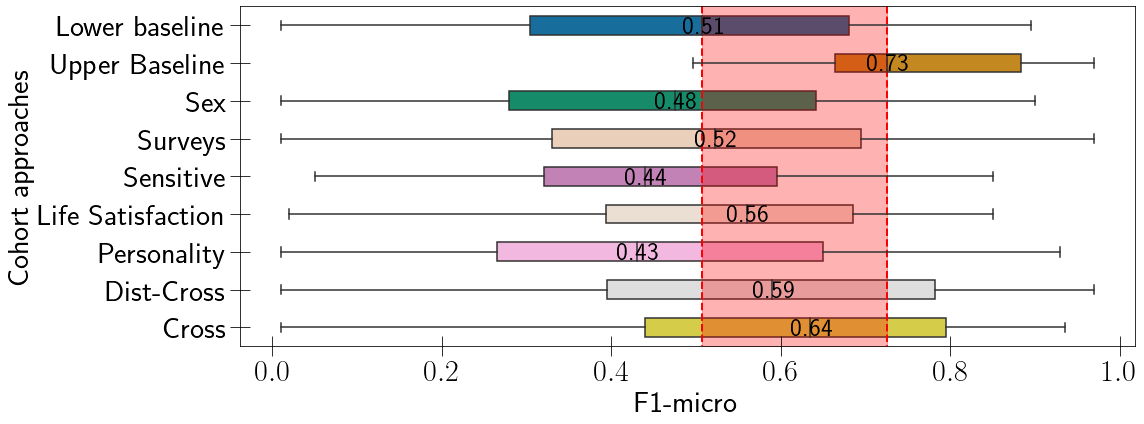 Cohort approaches
Lower baseline 0.51
Upper Baseline 0.73
Sex 0.48
Surveys 0.52
Sensitive 0.44
Life Satisfaction 0.56
Personality 0.43
Dist-Cross 0.59
Cross 0.64
0.0 0.2 0.4 0.6 0.8 1.0
F1-micro